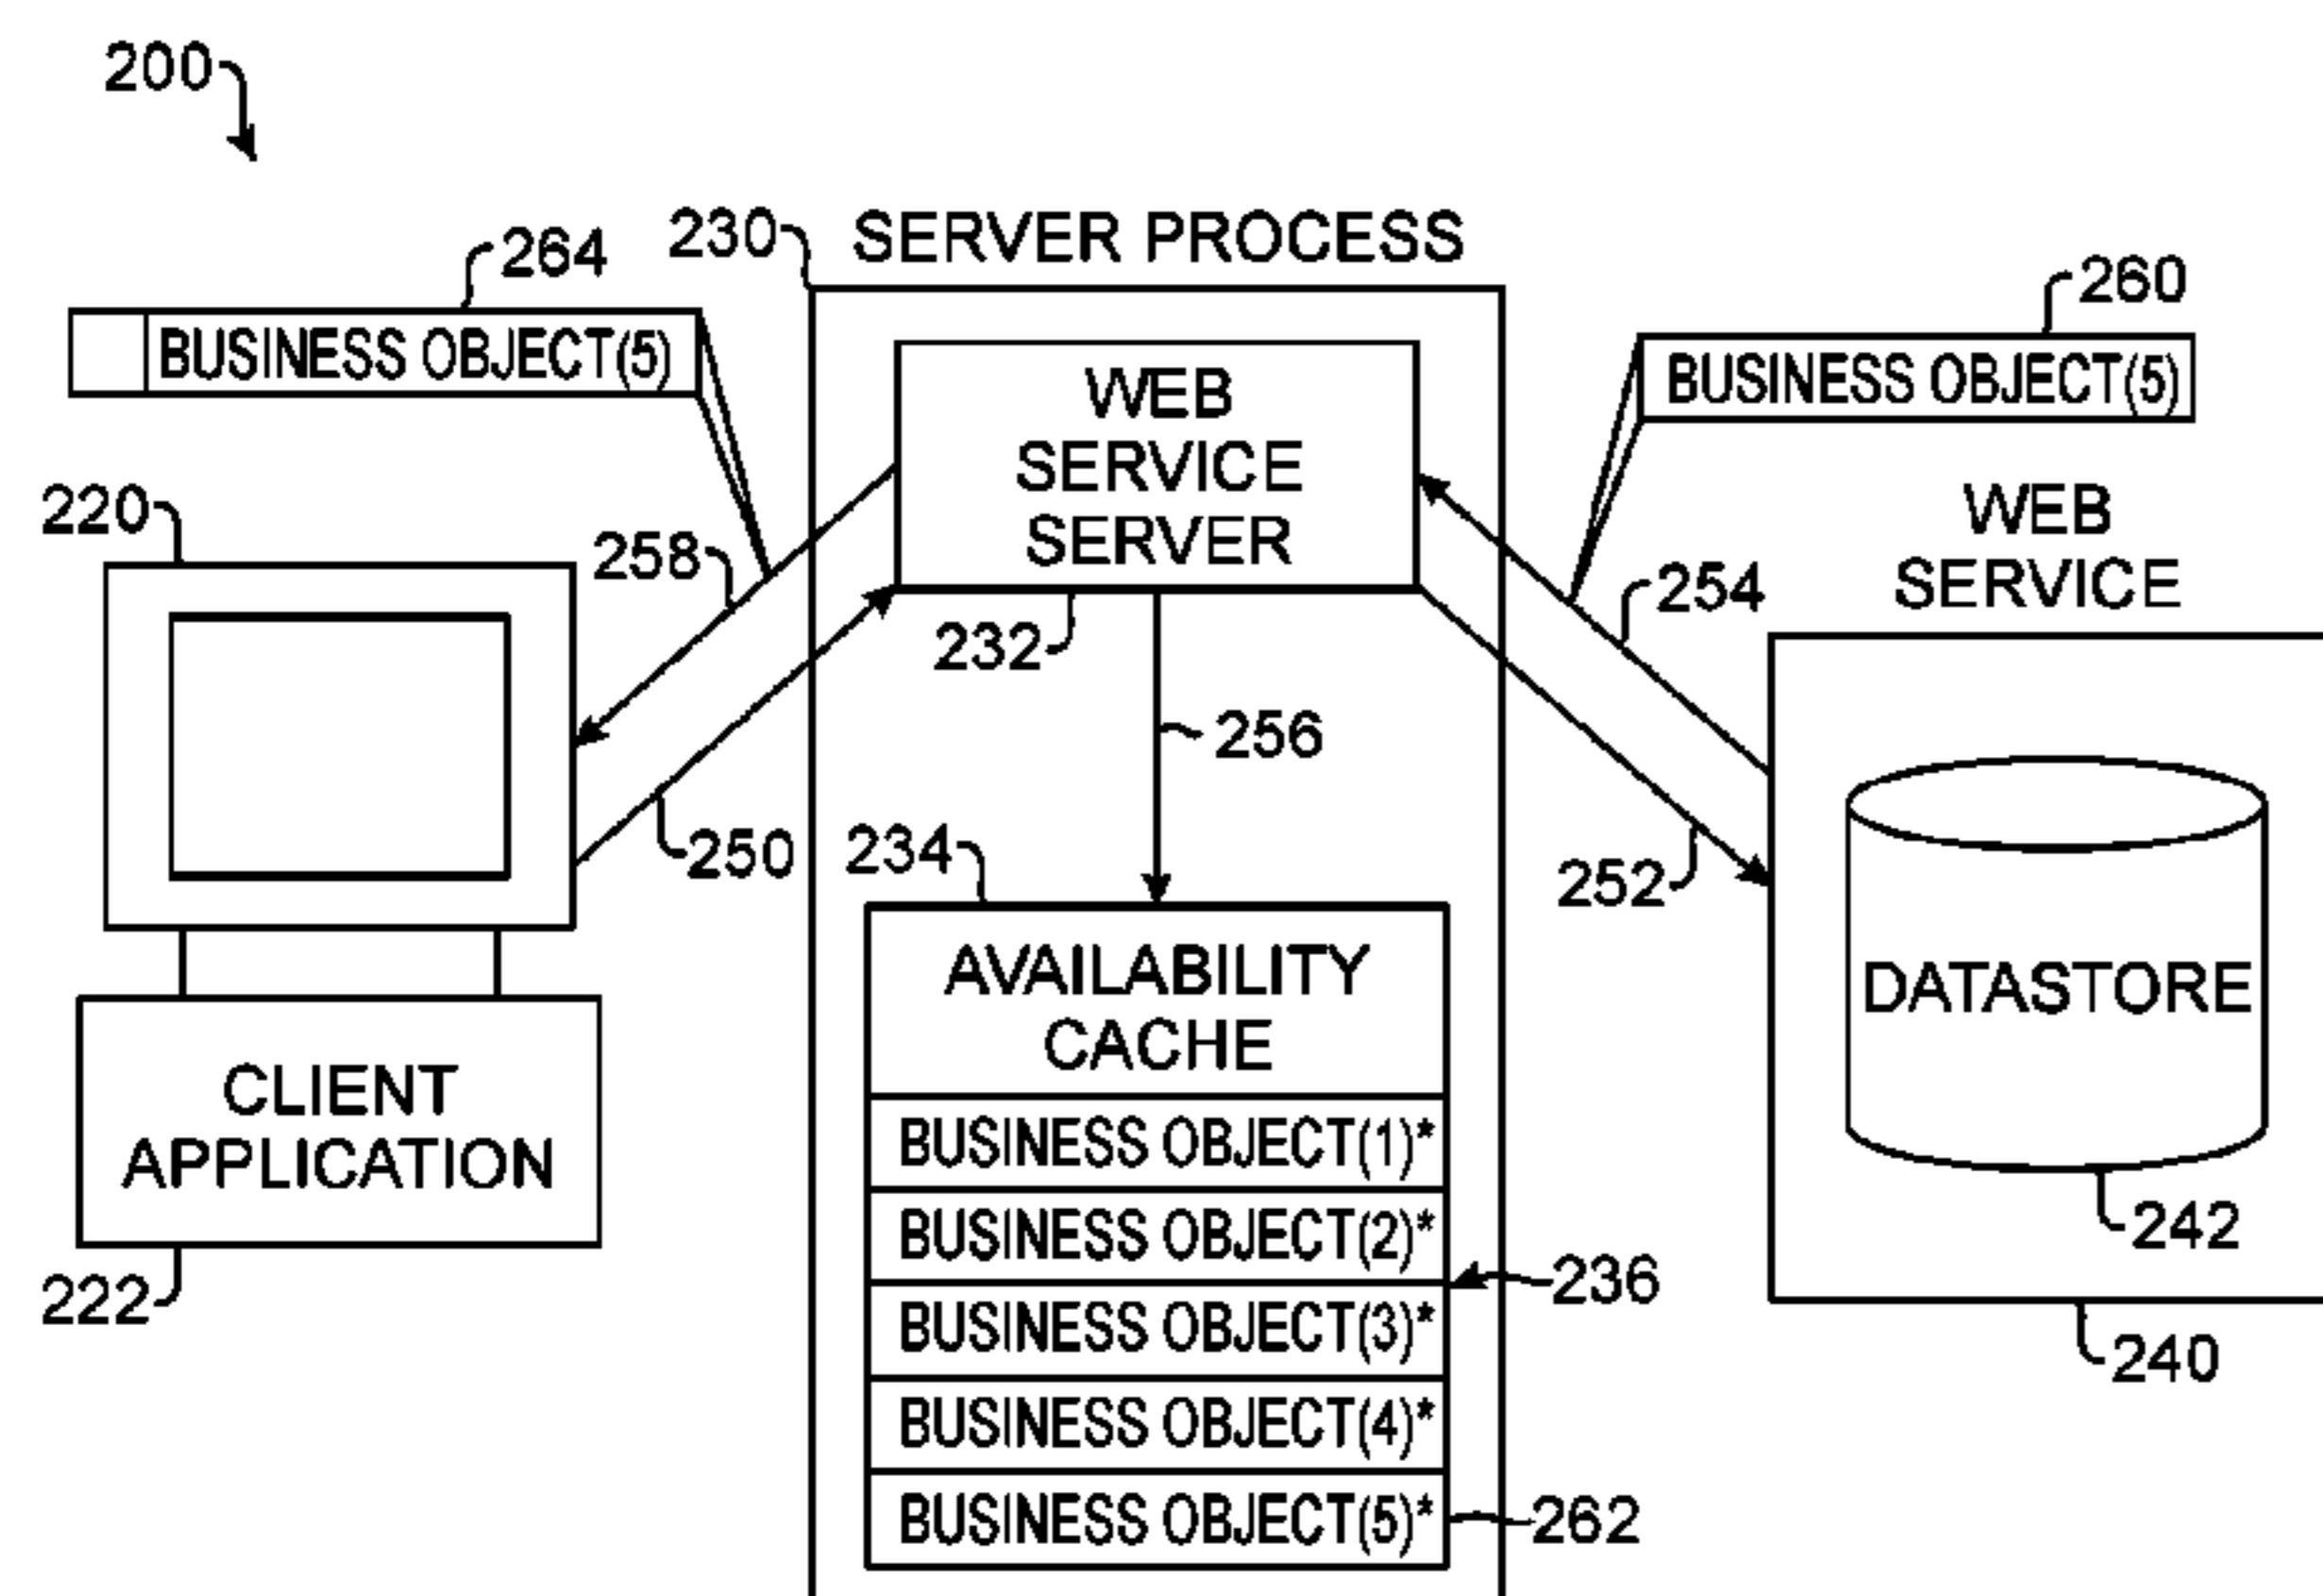 200
230 SERVER PROCESS
264
260
BUSINESS OBJECT(5)
WEB
SERVICE
SERVER
BUSINESS OBJECT(5)
220
258
232
254
WEB
SERVICE
256
250
234
252
AVAILABILITY
CACHE
DATASTORE
CLIENT
APPLICATION
BUSINESS OBJECT(1)*
BUSINESS OBJECT(2)*
BUSINESS OBJECT(3)*
BUSINESS OBJECT(4)*
BUSINESS OBJECT(5)*
222
236
242
240
262